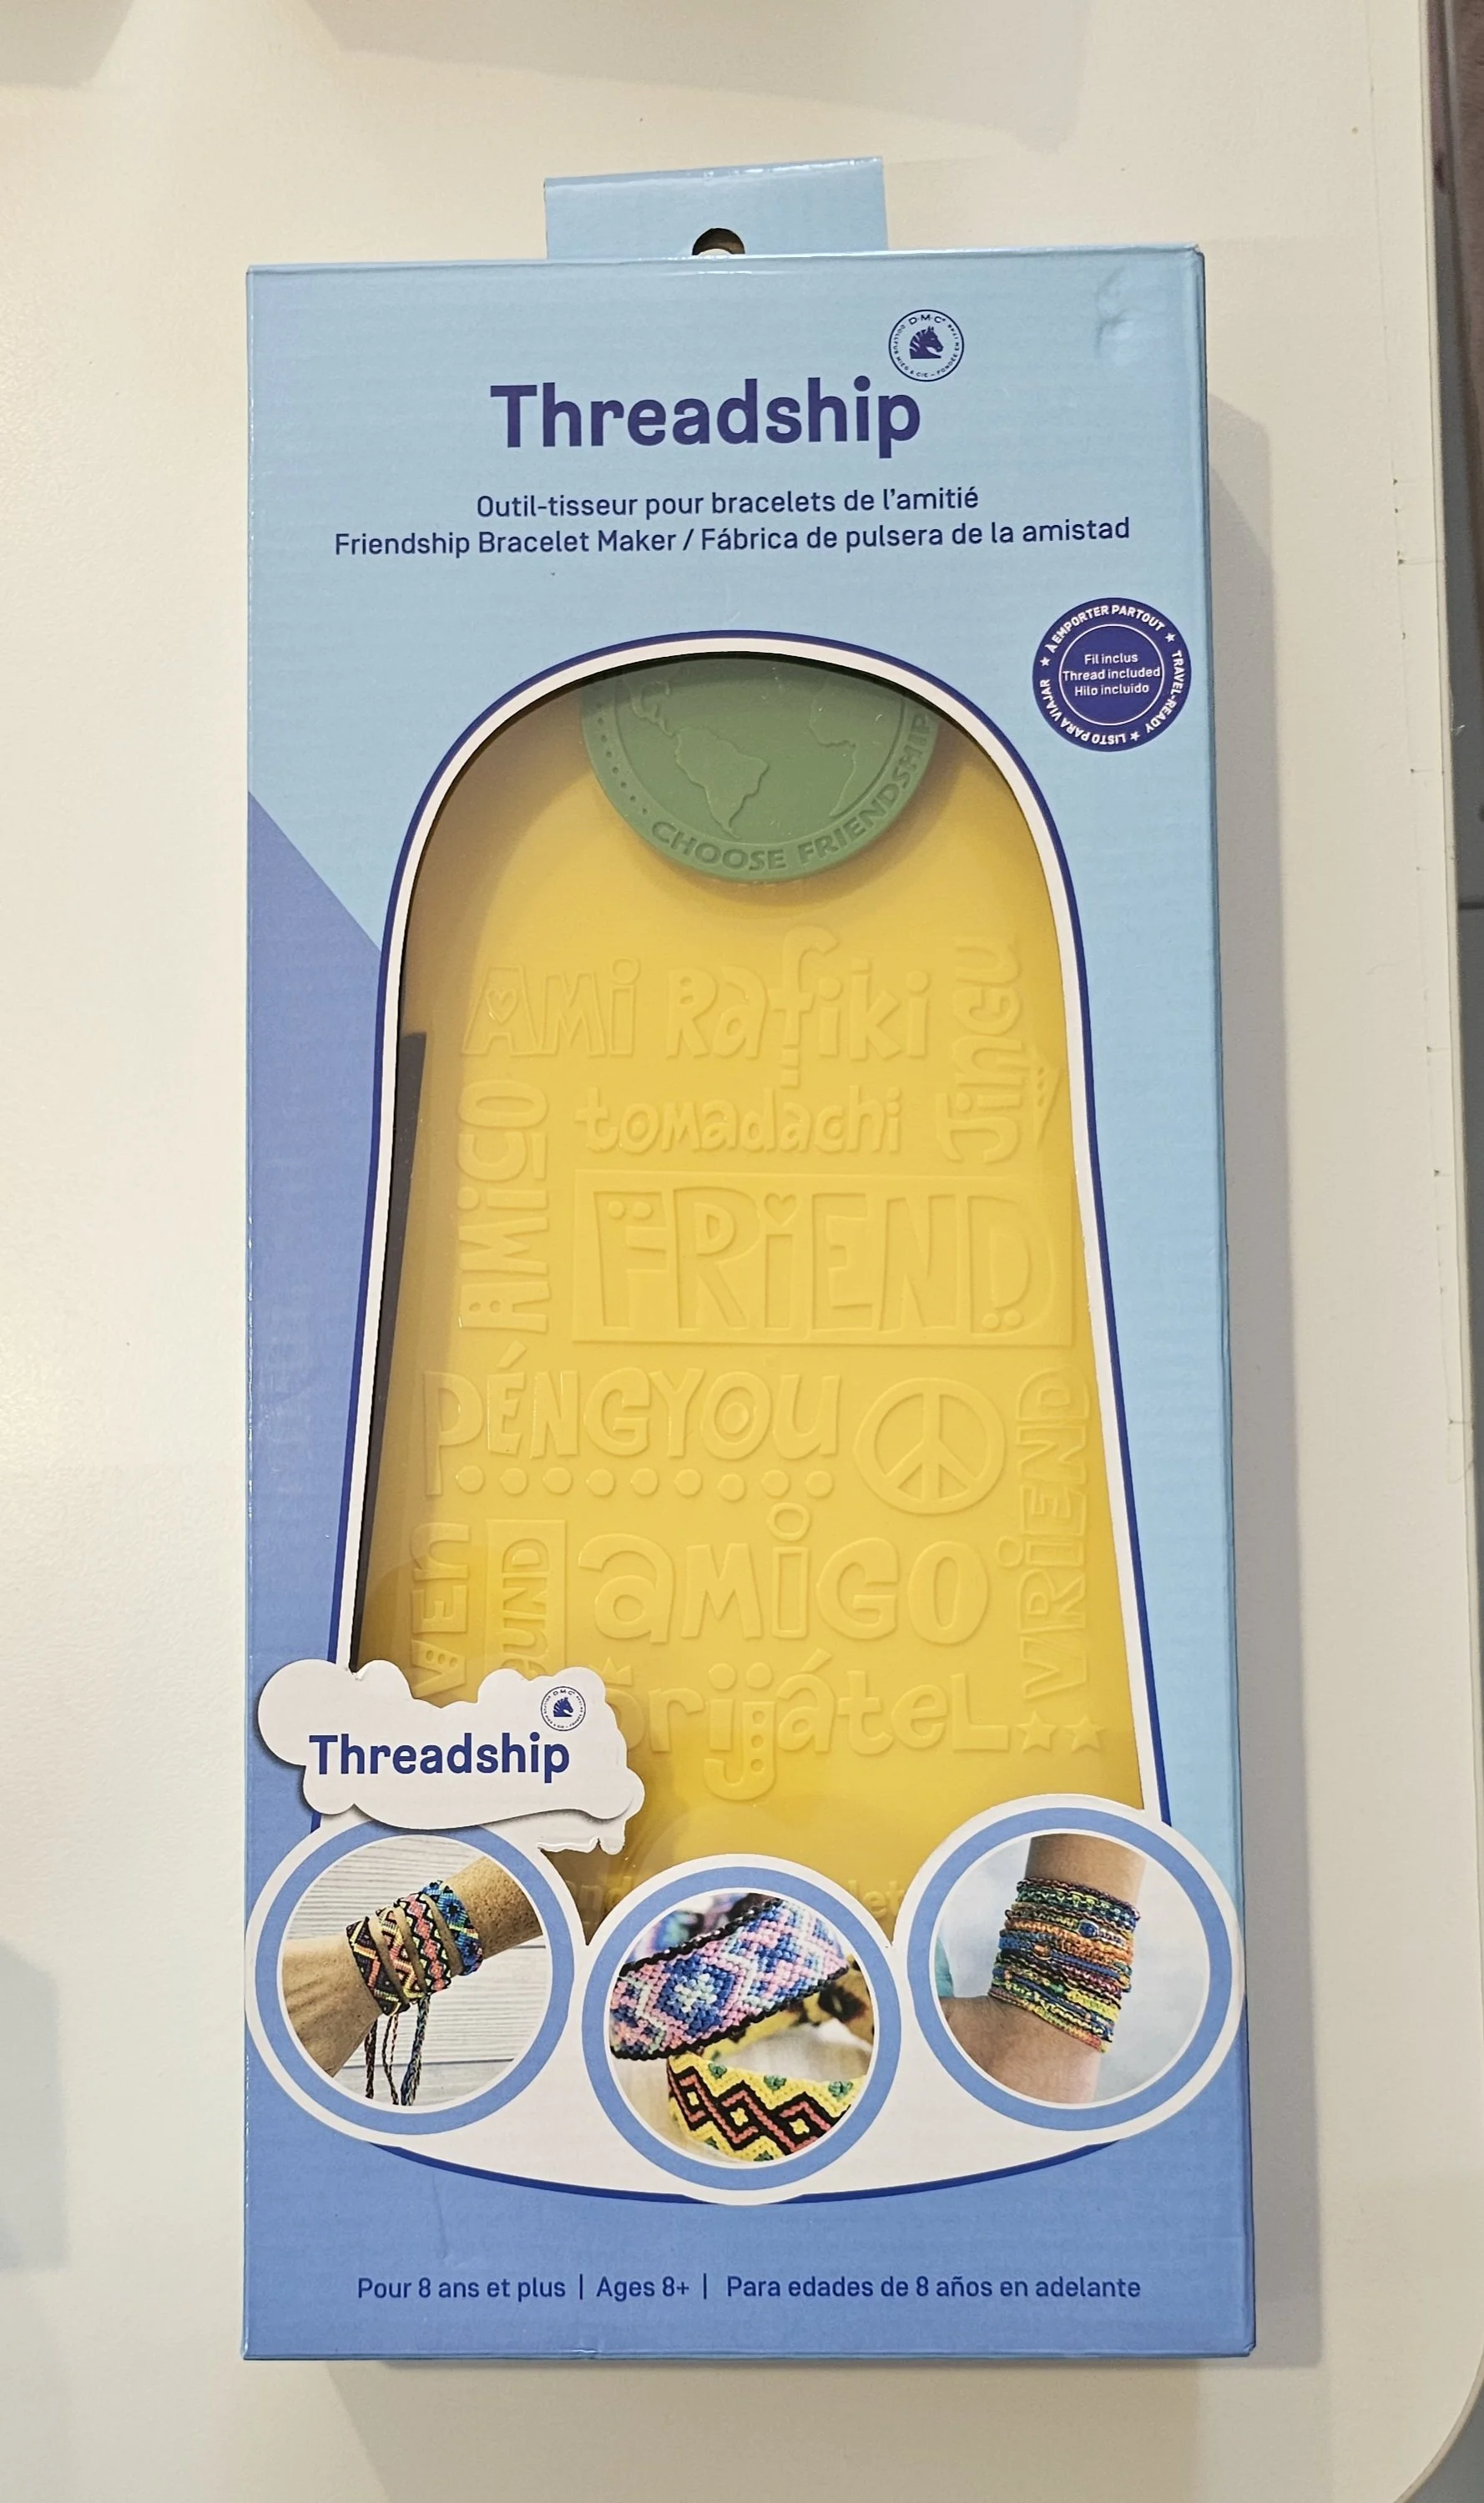 D·M·C
Threadship
Outil-tisseur pour bracelets de l'amitié
Friendship Bracelet Maker / Fábrica de pulsera de la amistad
À EMPORTER PARTOUT ★ TRAVEL-READY ★ LISTO PARA VIAJAR ★
Fil inclus
Thread included
Hilo incluido
CHOOSE FRIENDSHIP
AMi Rafiki
Jingu
tomadachi
AMiGO
FRiEND
PÉNGYOU
VRiEND
aMiGO
D·M·C
Threadship
Pour 8 ans et plus | Ages 8+ | Para edades de 8 años en adelante